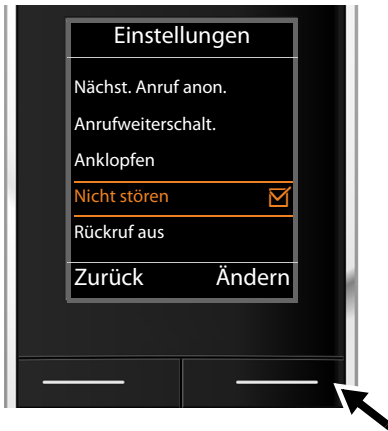 Einstellungen
Nächst. Anruf anon.
Anrufweiterschalt.
Anklopfen
Nicht stören
Rückruf aus
Zurück Ändern